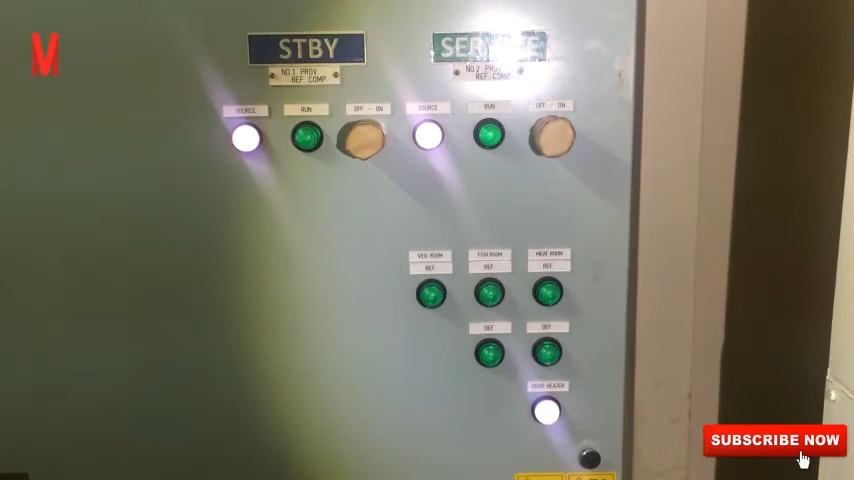 M
STBY
SERVICE
NO.1 PROV
REF COMP
NO.2 PROV
REF COMP
SOURCE
RUN
OFF - ON
SOURCE
RUN
OFF - ON
VEG ROOM
FISH ROOM
MEAT ROOM
REF.
REF.
REF.
DEF.
DEF.
DOOR HEATER
SUBSCRIBE NOW